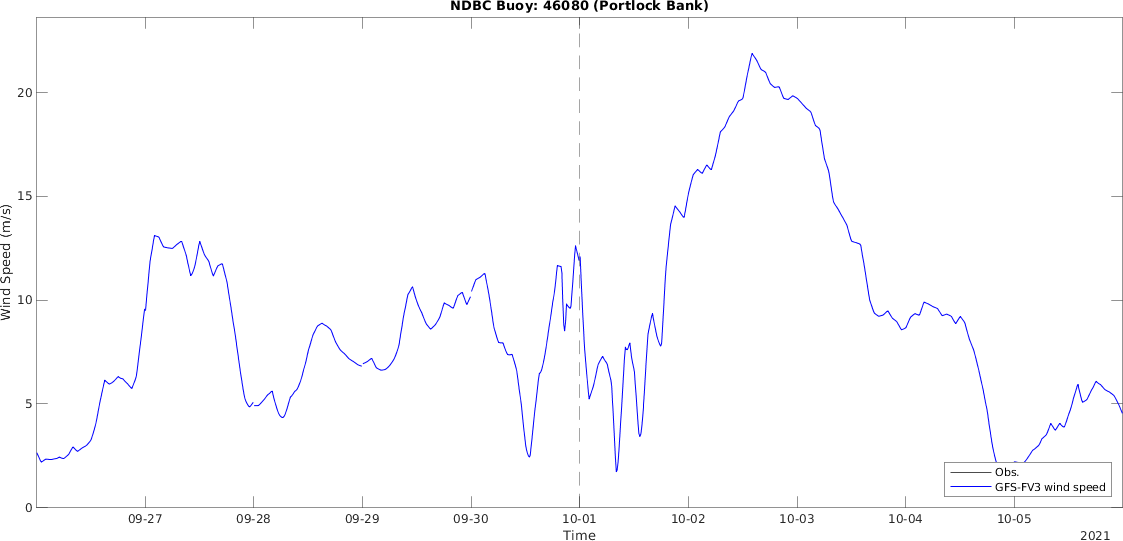 NDBC Buoy: 46080 (Portlock Bank)
Wind Speed (m/s)
20
15
10
5
0
09-27 09-28 09-29 09-30 10-01 10-02 10-03 10-04 10-05
Time
2021
Obs.
GFS-FV3 wind speed